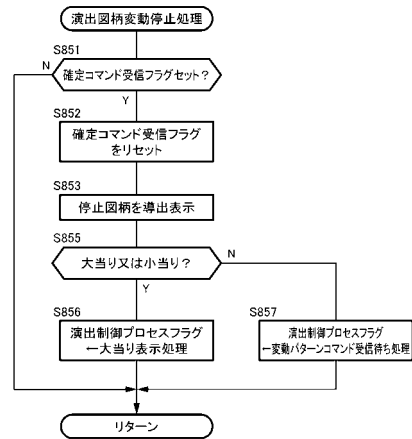 演出図柄変動停止処理
S851
N
確定コマンド受信フラグセット？
Y
S852
確定コマンド受信フラグ
をリセット
S853
停止図柄を導出表示
S855
大当り又は小当り？
N
Y
S856
演出制御プロセスフラグ
←大当り表示処理
S857
演出制御プロセスフラグ
←変動パターンコマンド受信待ち処理
リターン